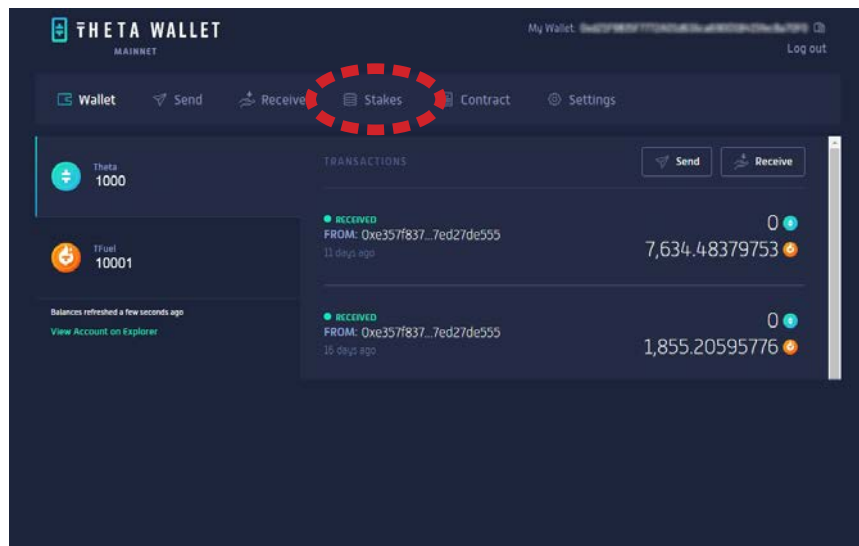 THETA WALLET
MAINNET
My Wallet:
Log out
Wallet Send Receive Stakes Contract Settings
Theta
1000
TFuel
10001
Balances refreshed a few seconds ago
View Account on Explorer
TRANSACTIONS
Send Receive
RECEIVED
FROM: 0xe357f837...7ed27de555
11 days ago
0
7,634.48379753
RECEIVED
FROM: 0xe357f837...7ed27de555
16 days ago
0
1,855.20595776